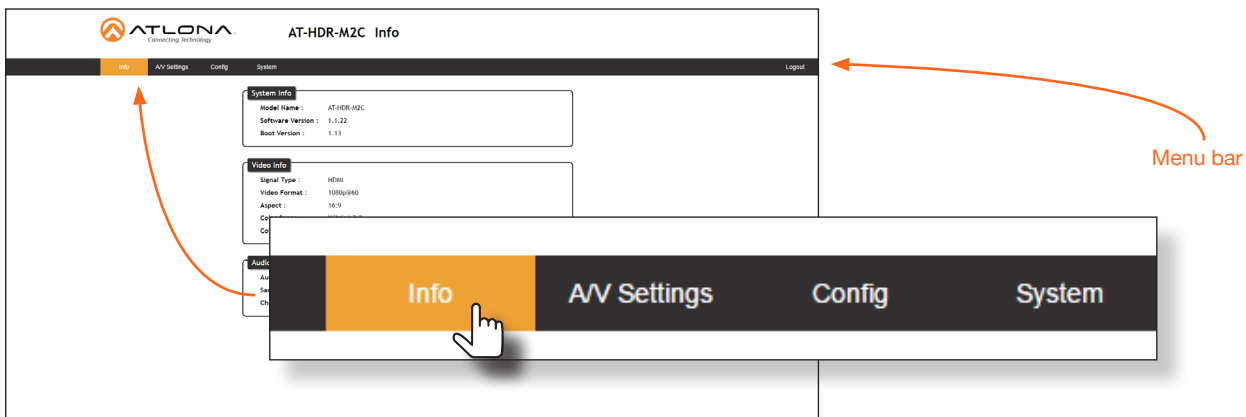 ATLONA.
Connecting Technology
AT-HDR-M2C Info
Info A/V Settings Config System Logout
System Info
Model Name : AT-HDR-M2C
Software Version : 1.1.22
Boot Version : 1.13
Menu bar
Video Info
Signal Type : HDMI
Video Format : 1080p@60
Aspect : 16:9
Info A/V Settings Config System